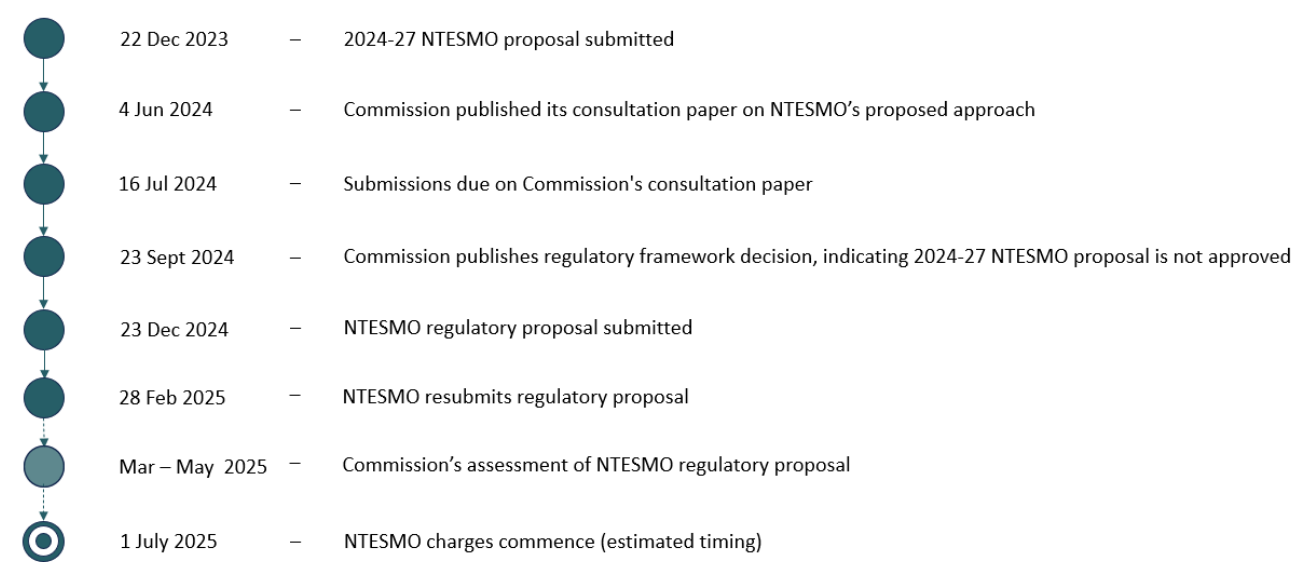 22 Dec 2023 – 2024-27 NTESMO proposal submitted
4 Jun 2024 – Commission published its consultation paper on NTESMO’s proposed approach
16 Jul 2024 – Submissions due on Commission's consultation paper
23 Sept 2024 – Commission publishes regulatory framework decision, indicating 2024-27 NTESMO proposal is not approved
23 Dec 2024 – NTESMO regulatory proposal submitted
28 Feb 2025 – NTESMO resubmits regulatory proposal
Mar – May 2025 – Commission’s assessment of NTESMO regulatory proposal
1 July 2025 – NTESMO charges commence (estimated timing)